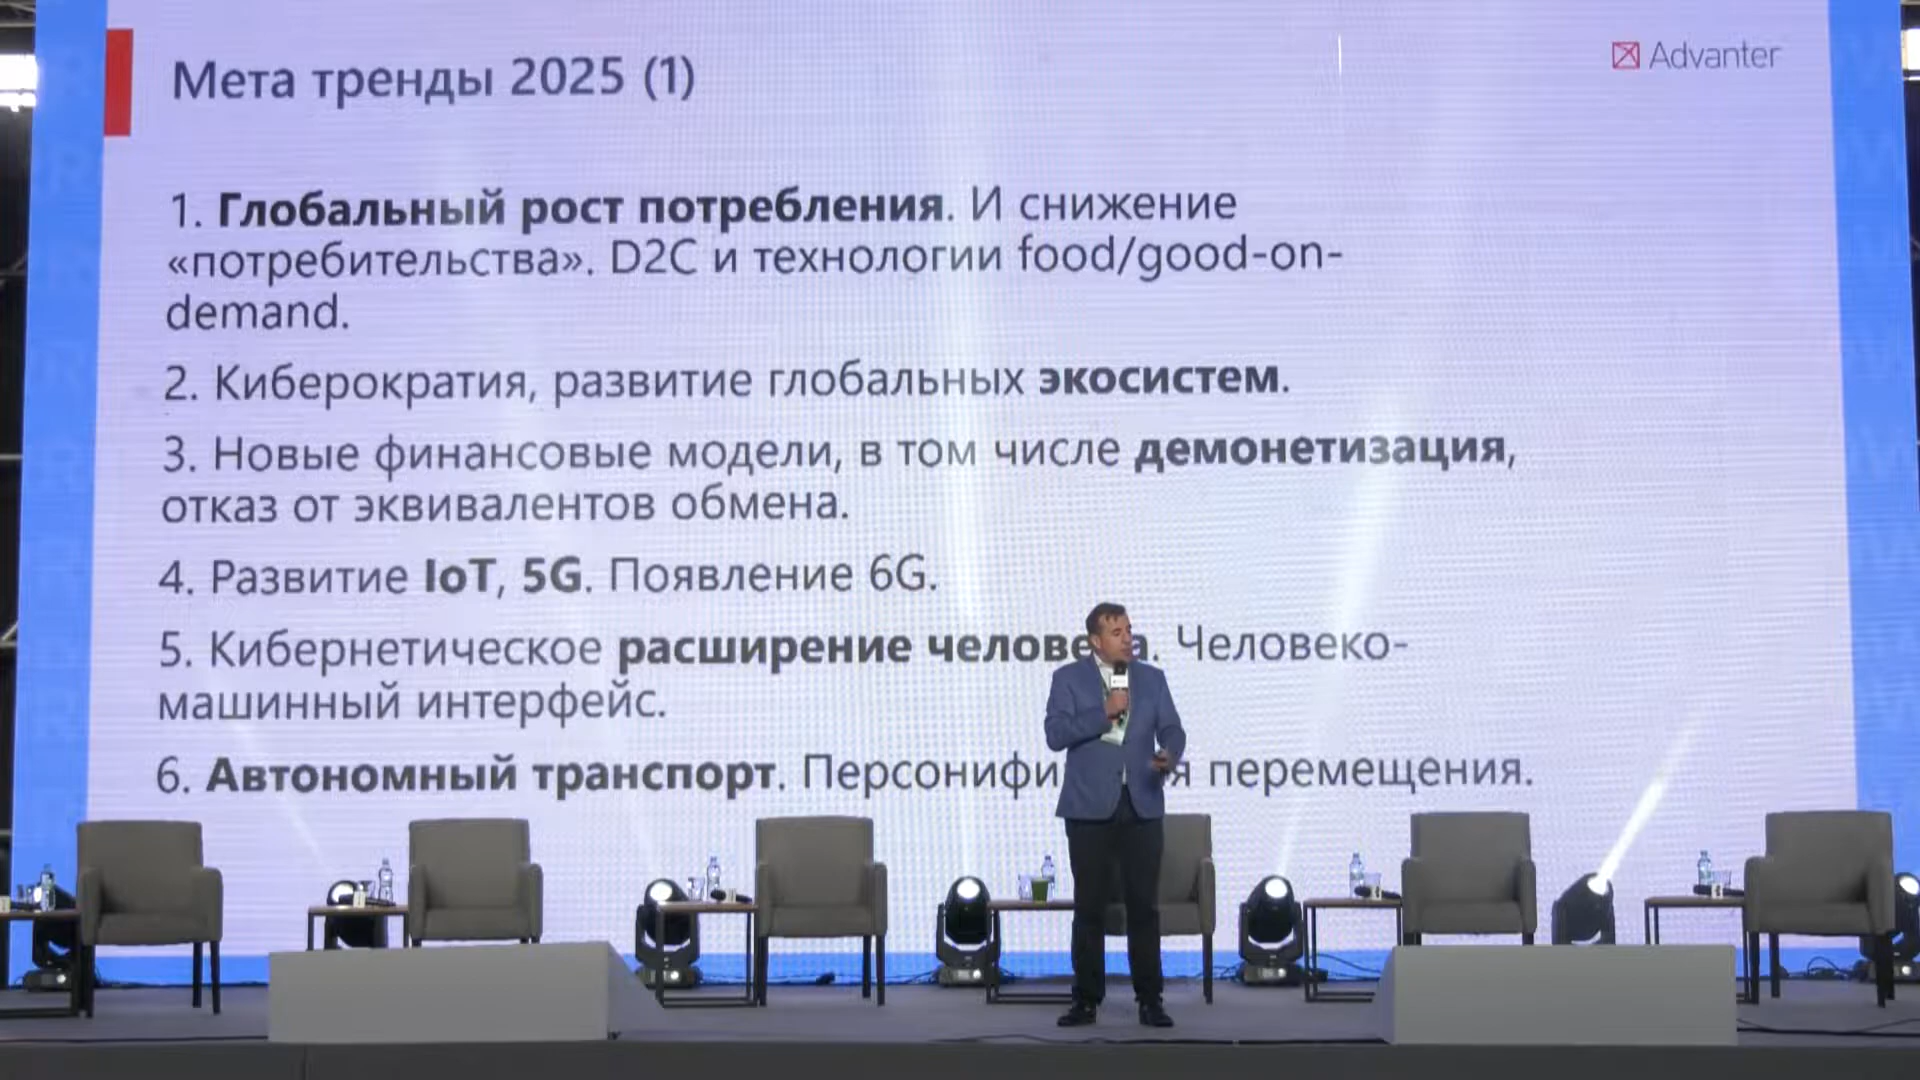 Мета тренды 2025 (1)
Advanter
1. Глобальный рост потребления. И снижение
«потребительства». D2C и технологии food/good-on-
demand.
2. Киберократия, развитие глобальных экосистем.
3. Новые финансовые модели, в том числе демонетизация,
отказ от эквивалентов обмена.
4. Развитие IoT, 5G. Появление 6G.
5. Кибернетическое расширение человека. Человеко-
машинный интерфейс.
6. Автономный транспорт. перемещения.